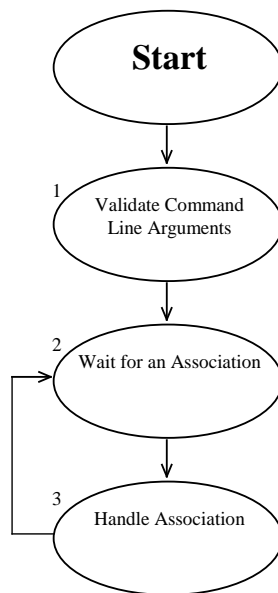 Start
1
Validate Command
Line Arguments
2
Wait for an Association
3
Handle Association